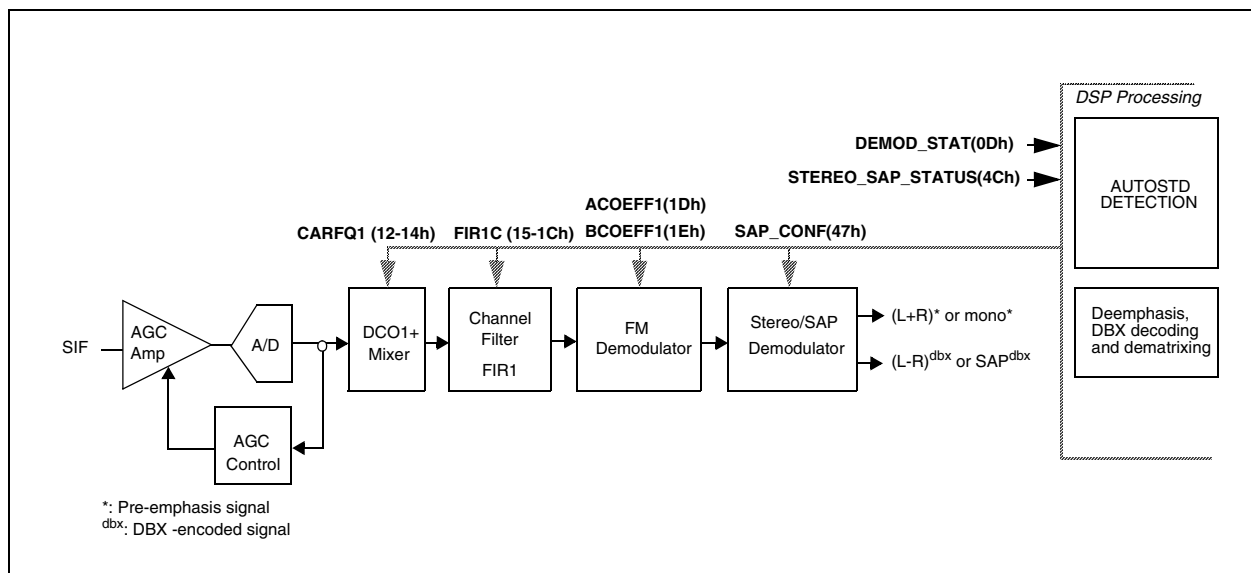 DSP Processing
DEMOD_STAT(0Dh)
STEREO_SAP_STATUS(4Ch)
AUTOSTD
DETECTION
ACOEFF1(1Dh)
CARFQ1 (12-14h)
FIR1C (15-1Ch)
BCOEFF1(1Eh)
SAP_CONF(47h)
SIF
AGC
Amp
A/D
DCO1+
Mixer
Channel
Filter
FIR1
FM
Demodulator
Stereo/SAP
Demodulator
(L+R)* or mono*
(L-R)dbx or SAPdbx
Deemphasis,
DBX decoding
and dematrixing
AGC
Control
*: Pre-emphasis signal
dbx: DBX -encoded signal